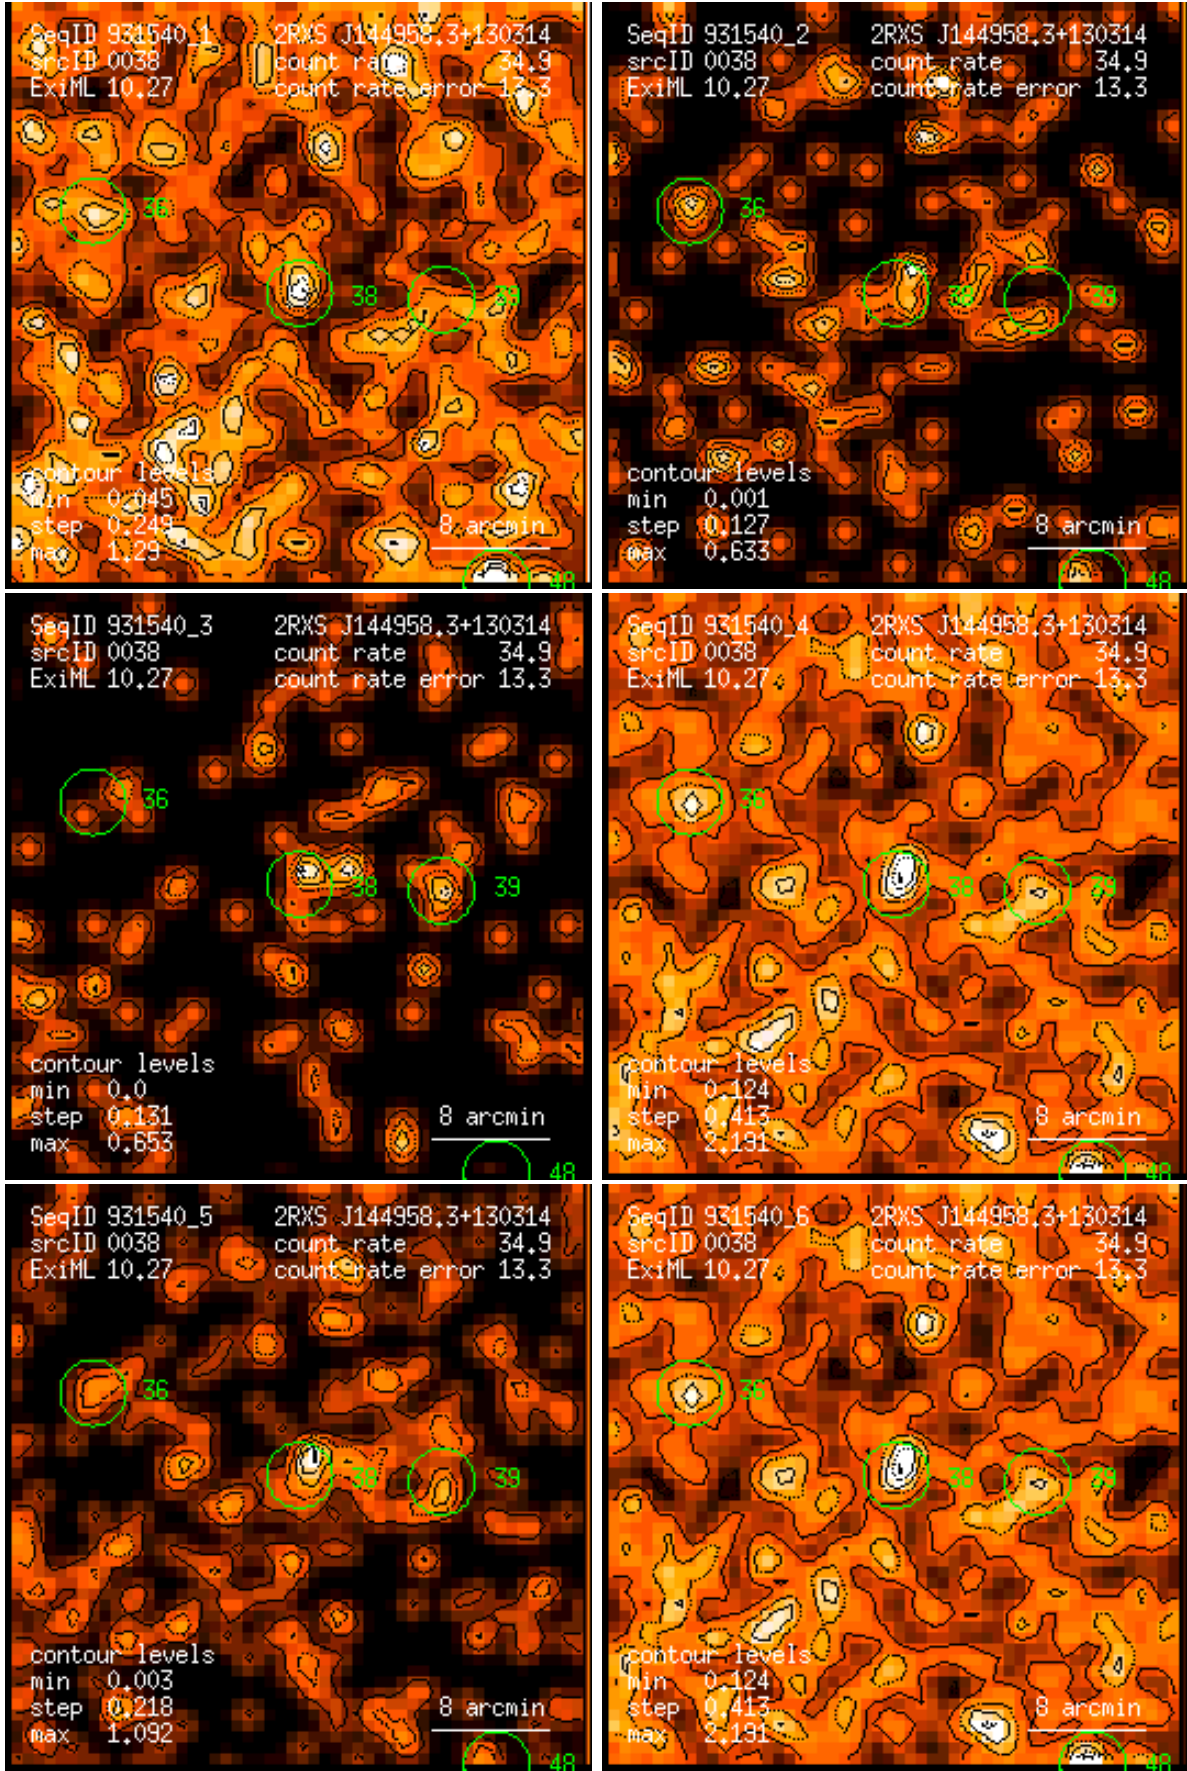 SeqID 931540_1 2RXS J144958.3+130314
srcID 0038 count rate 34.9
ExiML 10.27 count rate error 13.3
36
38
39
contour levels
min 0.045
step 0.249
max 1.29
8 arcmin
48
SeqID 931540_2 2RXS J144958.3+130314
srcID 0038 count rate 34.9
ExiML 10.27 count rate error 13.3
36
38
39
contour levels
min 0.001
step 0.127
max 0.633
8 arcmin
48
SeqID 931540_3 2RXS J144958.3+130314
srcID 0038 count rate 34.9
ExiML 10.27 count rate error 13.3
36
38
39
contour levels
min 0.0
step 0.131
max 0.653
8 arcmin
48
SeqID 931540_4 2RXS J144958.3+130314
srcID 0038 count rate 34.9
ExiML 10.27 count rate error 13.3
36
38
39
contour levels
min 0.124
step 0.413
max 2.191
8 arcmin
48
SeqID 931540_5 2RXS J144958.3+130314
srcID 0038 count rate 34.9
ExiML 10.27 count rate error 13.3
36
38
39
contour levels
min 0.003
step 0.218
max 1.092
8 arcmin
48
SeqID 931540_6 2RXS J144958.3+130314
srcID 0038 count rate 34.9
ExiML 10.27 count rate error 13.3
36
38
39
contour levels
min 0.124
step 0.413
max 2.191
8 arcmin
48